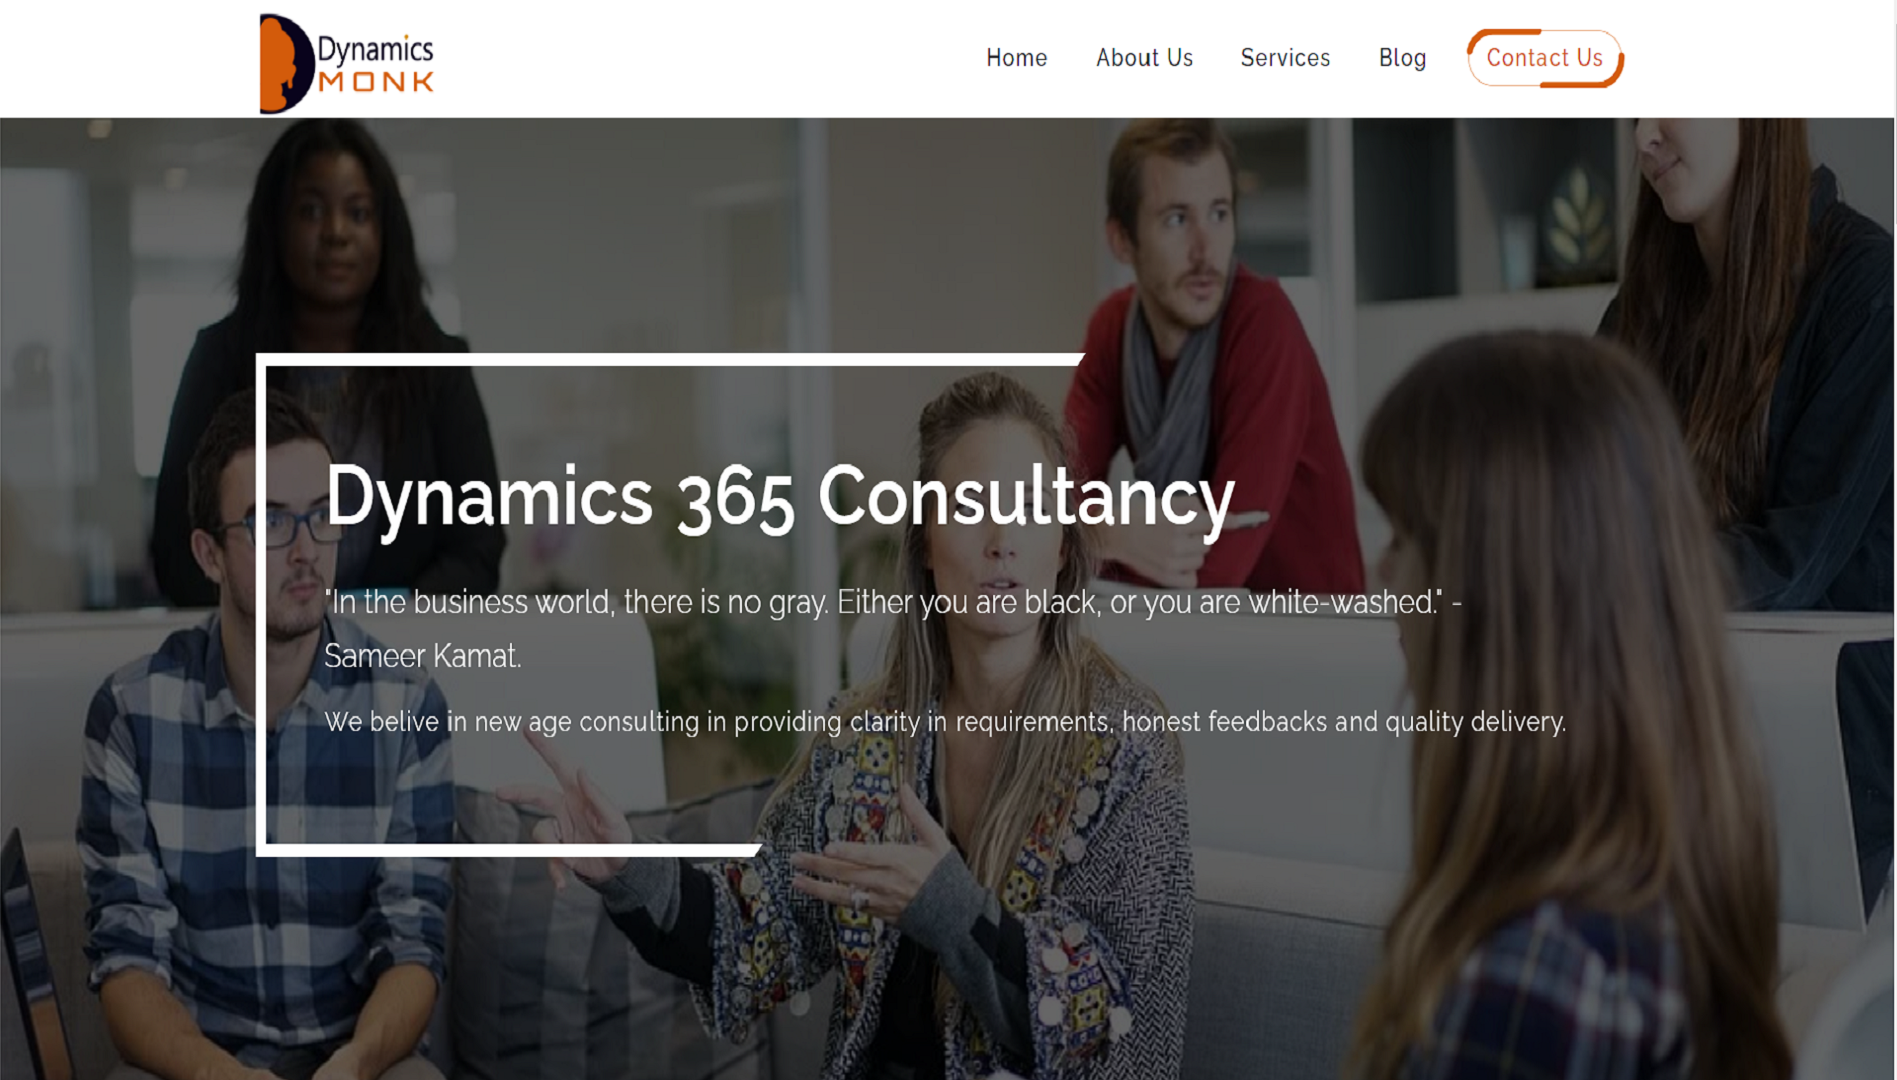 Dynamics
MONK
Home
About Us
Services
Blog
Contact Us
Dynamics 365 Consultancy
"In the business world, there is no gray. Either you are black, or you are white-washed." -
Sameer Kamat.
We belive in new age consulting in providing clarity in requirements, honest feedbacks and quality delivery.